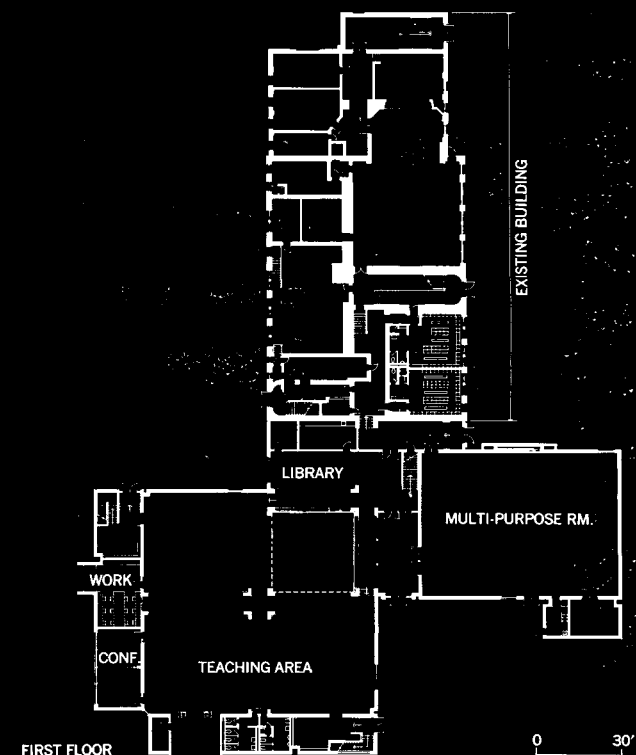 EXISTING BUILDING
LIBRARY
MULTI-PURPOSE RM.
WORK
CONF.
TEACHING AREA
FIRST FLOOR
0 30'